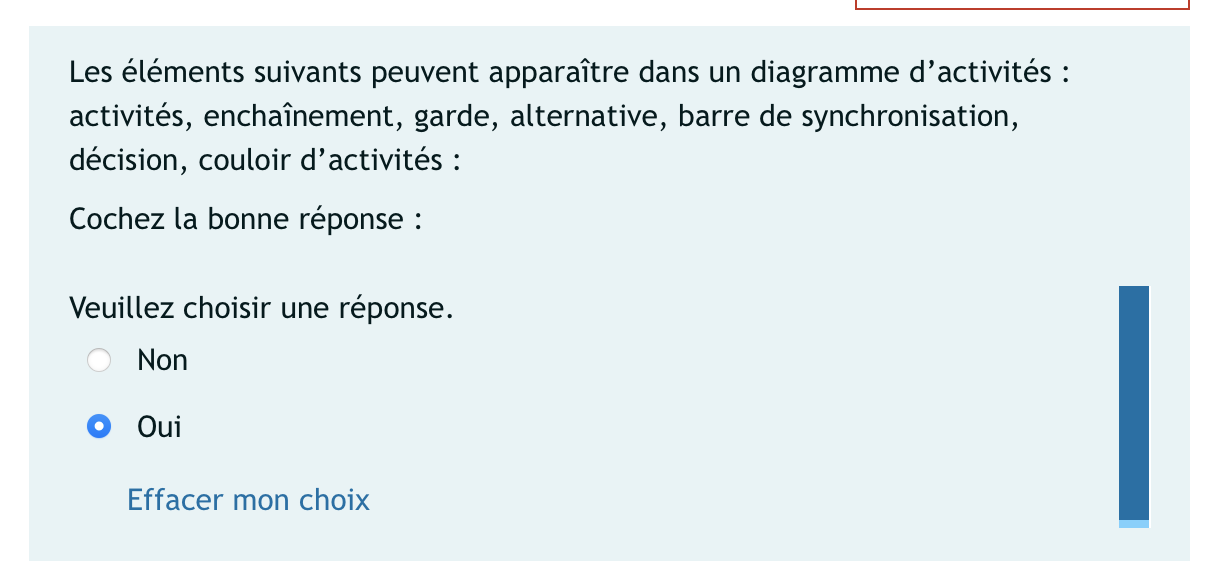 Les éléments suivants peuvent apparaître dans un diagramme d’activités :
activités, enchaînement, garde, alternative, barre de synchronisation,
décision, couloir d’activités :
Cochez la bonne réponse :
Veuillez choisir une réponse.
Non
Oui
Effacer mon choix